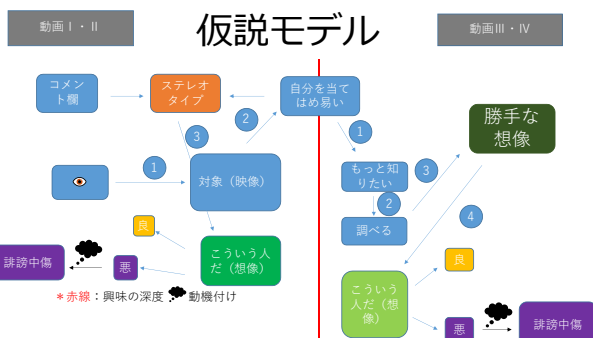 動画Ⅰ・Ⅱ
仮説モデル
動画Ⅲ・Ⅳ
コメン
ト欄
ステレオ
タイプ
自分を当て
はめ易い
勝手な
想像
3
2
1
1
対象（映像）
もっと知
りたい
3
2
調べる
4
良
こういう人
だ（想像）
誹謗中傷
悪
良
こういう
人だ（想
像）
＊赤線：興味の深度 動機付け
悪
誹謗中傷